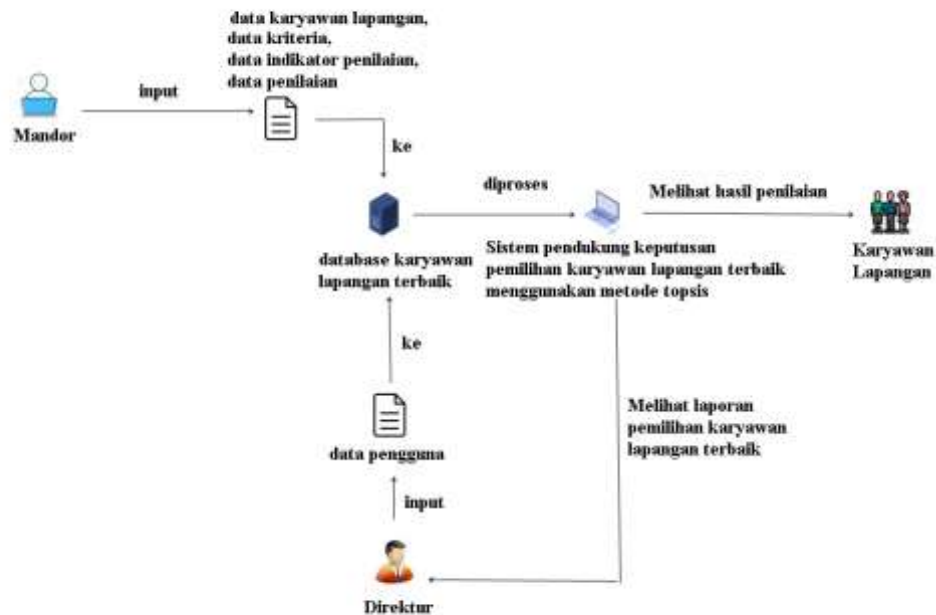 data karyawan lapangan,
data kriteria,
data indikator penilaian,
data penilaian
input
Mandor
ke
diproses
Melihat hasil penilaian
database karyawan
lapangan terbaik
Sistem pendukung keputusan
pemilihan karyawan lapangan terbaik
menggunakan metode topsis
Karyawan
Lapangan
ke
Melihat laporan
pemilihan karyawan
lapangan terbaik
data pengguna
input
Direktur